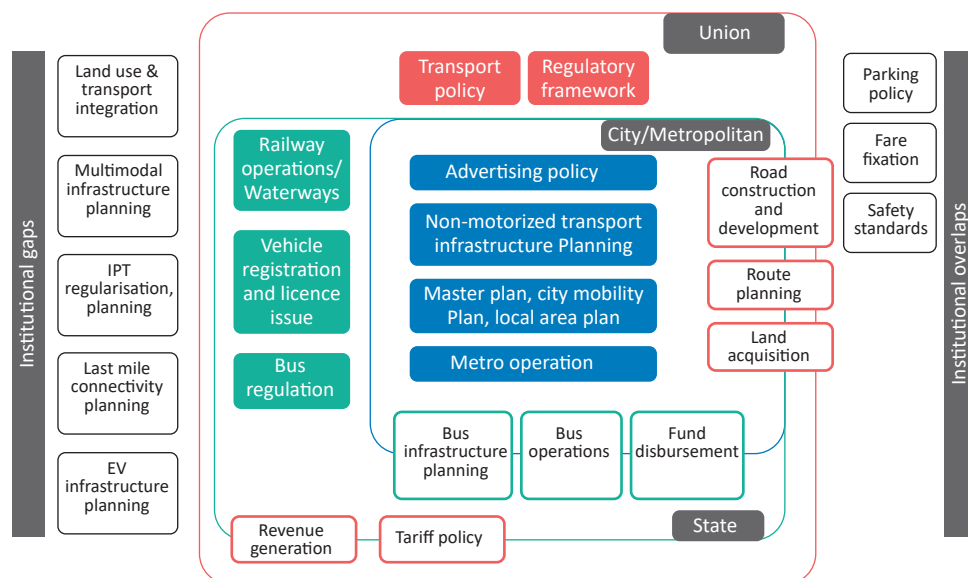 Institutional gaps
Land use &
transport
integration
Multimodal
infrastructure
planning
IPT
regularisation,
planning
Last mile
connectivity
planning
EV
infrastructure
planning
Union
Transport
policy
Regulatory
framework
City/Metropolitan
Railway
operations/
Waterways
Vehicle
registration
and licence
issue
Bus
regulation
Advertising policy
Non-motorized transport
infrastructure Planning
Master plan, city mobility
Plan, local area plan
Metro operation
Road
construction
and
development
Route
planning
Land
acquisition
Bus
infrastructure
planning
Bus
operations
Fund
disbursement
State
Revenue
generation
Tariff policy
Parking
policy
Fare
fixation
Safety
standards
Institutional overlaps